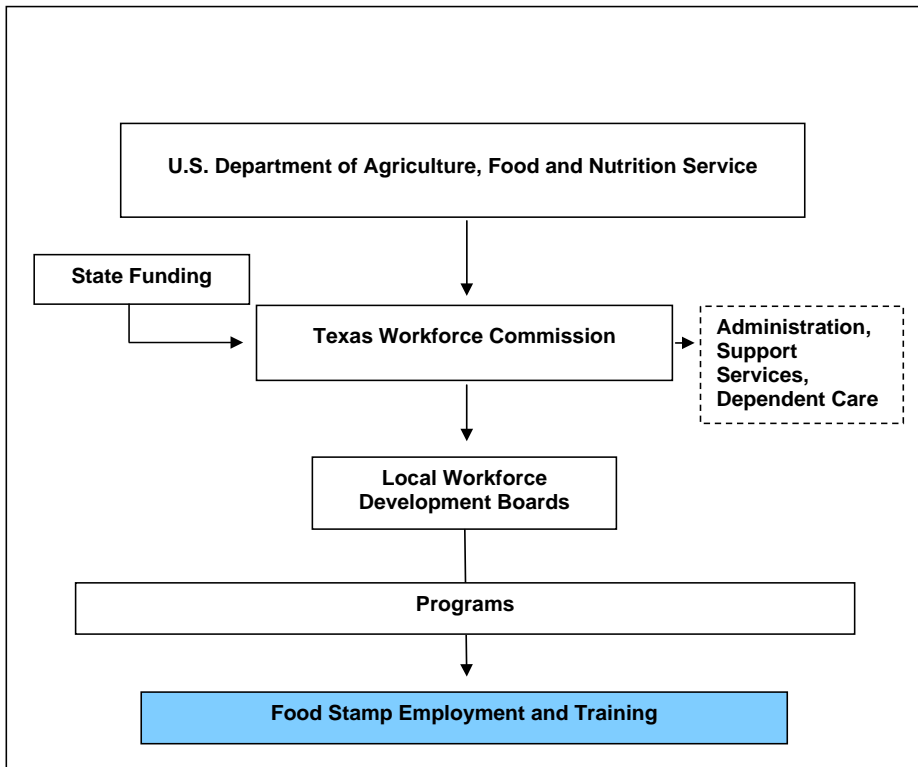 U.S. Department of Agriculture, Food and Nutrition Service
State Funding
Texas Workforce Commission
Administration,
Support
Services,
Dependent Care
Local Workforce
Development Boards
Programs
Food Stamp Employment and Training